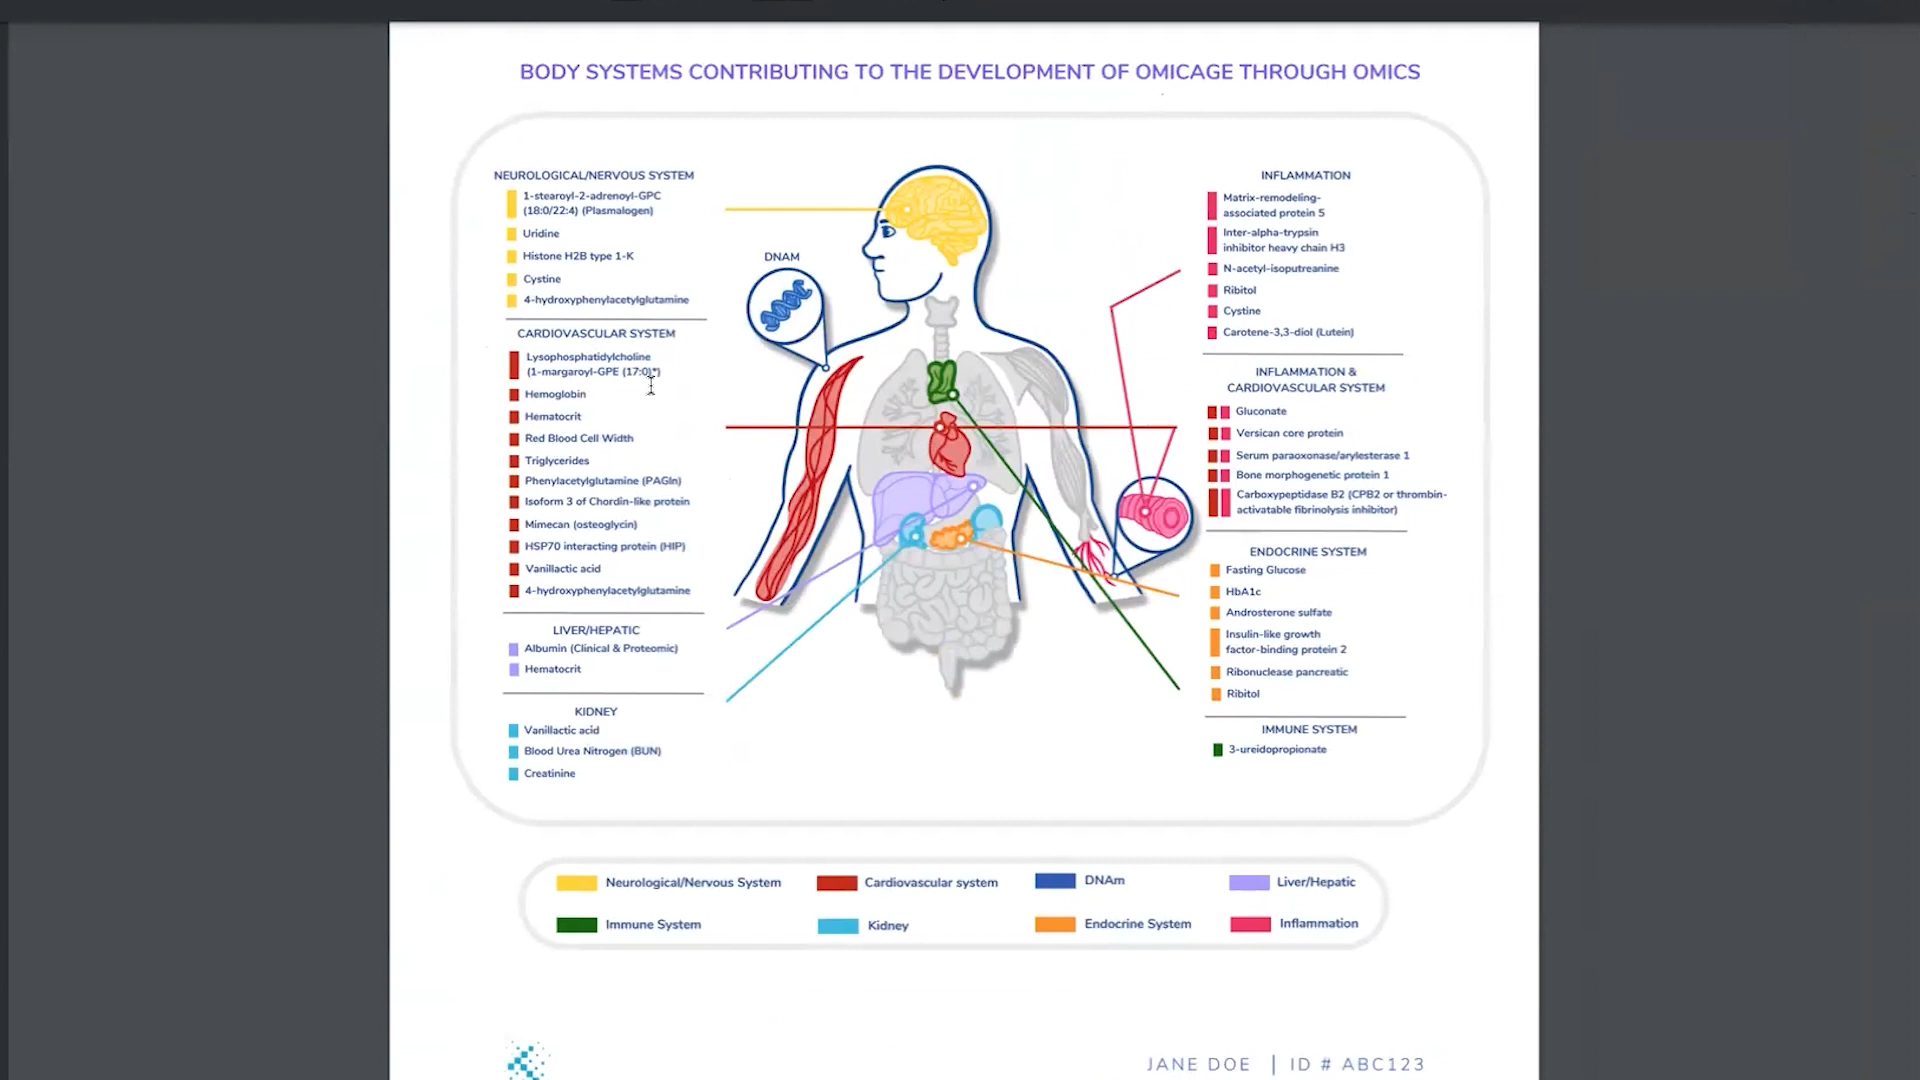 BODY SYSTEMS CONTRIBUTING TO THE DEVELOPMENT OF OMICAGE THROUGH OMICS
NEUROLOGICAL/NERVOUS SYSTEM
1-stearoyl-2-adrenoyl-GPC
(18:0/22:4) (Plasmalogen)
Uridine
Histone H2B type 1-K
Cystine
4-hydroxyphenylacetylglutamine
CARDIOVASCULAR SYSTEM
Lysophosphatidylcholine
(1-margaroyl-GPE (17:0)*)
Hemoglobin
Hematocrit
Red Blood Cell Width
Triglycerides
Phenylacetylglutamine (PAGln)
Isoform 3 of Chordin-like protein
Mimecan (osteoglycin)
HSP70 interacting protein (HIP)
Vanillactic acid
4-hydroxyphenylacetylglutamine
LIVER/HEPATIC
Albumin (Clinical & Proteomic)
Hematocrit
KIDNEY
Vanillactic acid
Blood Urea Nitrogen (BUN)
Creatinine
DNAM
INFLAMMATION
Matrix-remodeling-
associated protein 5
Inter-alpha-trypsin
inhibitor heavy chain H3
N-acetyl-isoputreanine
Ribitol
Cystine
Carotene-3,3-diol (Lutein)
INFLAMMATION &
CARDIOVASCULAR SYSTEM
Gluconate
Versican core protein
Serum paraoxonase/arylesterase 1
Bone morphogenetic protein 1
Carboxypeptidase B2 (CPB2 or thrombin-
activatable fibrinolysis inhibitor)
ENDOCRINE SYSTEM
Fasting Glucose
HbA1c
Androsterone sulfate
Insulin-like growth
factor-binding protein 2
Ribonuclease pancreatic
Ribitol
IMMUNE SYSTEM
3-ureidopropionate
Neurological/Nervous System
Cardiovascular system
DNAm
Liver/Hepatic
Immune System
Kidney
Endocrine System
Inflammation
JANE DOE | ID # ABC123